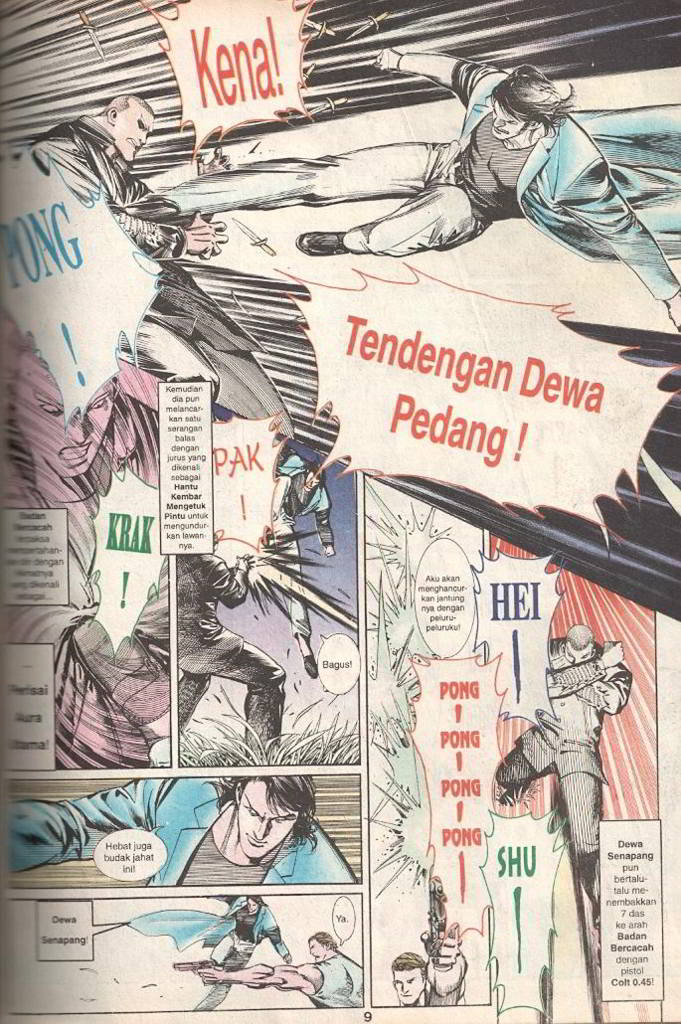 Kena!
PONG
!
Tendengan Dewa
Pedang !
Kemudian
dia pun
melancar-
kan satu
serangan
balas
dengan
jurus yang
dikenali
sebagai
Hantu
Kembar
Mengetuk
Pintu untuk
mengundur-
kan lawan-
nya.
PAK
!
KRAK
!
Badan
Bercacah
dengan
yang dikenali
sebagai
...
Perisai
Aura
Utama!
Bagus!
Aku akan
menghancur-
kan jantung
nya dengan
peluru-
peluruku!
HEI
!
PONG
!
PONG
!
PONG
!
PONG
!
SHU
!
Dewa
Senapang
pun
bertalu-
talu me-
nembakkan
7 das
ke arah
Badan
Bercacah
dengan
pistol
Colt 0.45!
Hebat juga
budak jahat
ini!
Dewa
Senapang!
Ya.
9